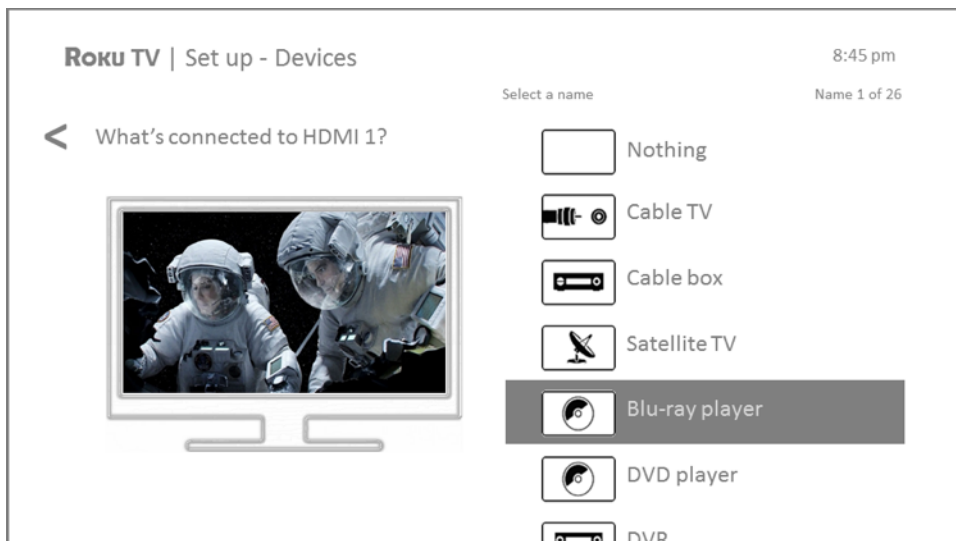 Roku TV | Set up - Devices
8:45 pm
Select a name
Name 1 of 26
< What's connected to HDMI 1?
Nothing
Cable TV
Cable box
Satellite TV
Blu-ray player
DVD player
DVR